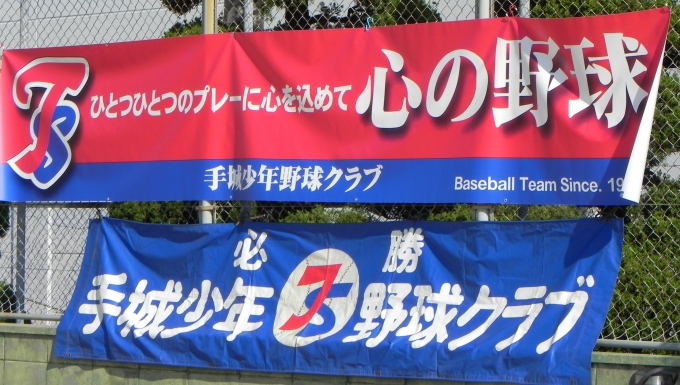 ひとつひとつのプレーに心を込めて 心の野球
TS
手城少年野球クラブ
Baseball Team Since. 19
必勝
手城少年 TS 野球クラブ